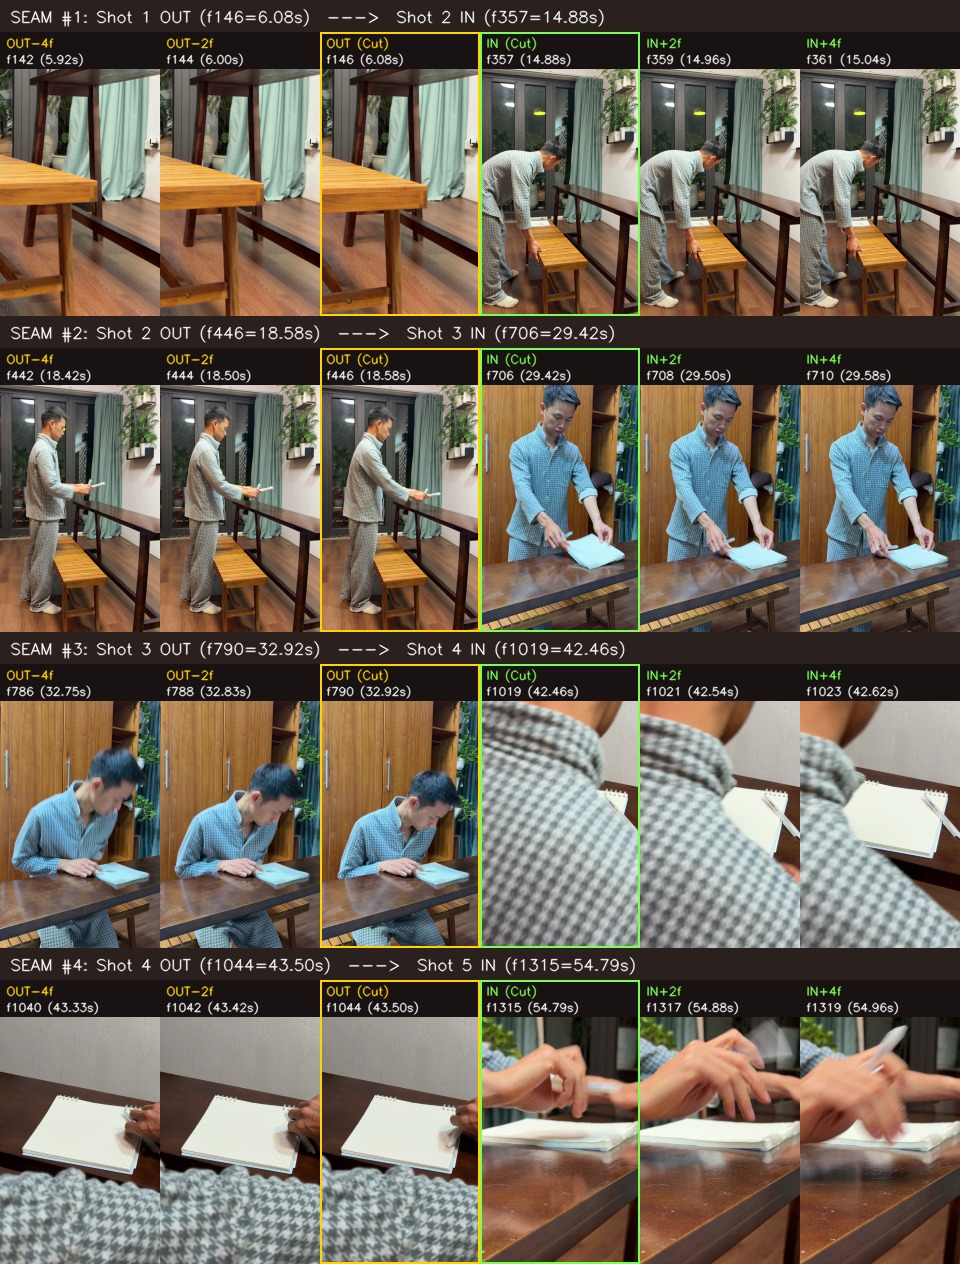 SEAM #1: Shot 1 OUT (f146=6.08s) ---> Shot 2 IN (f357=14.88s)
OUT-4f OUT-2f OUT (Cut) IN (Cut) IN+2f IN+4f
f142 (5.92s) f144 (6.00s) f146 (6.08s) f357 (14.88s) f359 (14.96s) f361 (15.04s)
SEAM #2: Shot 2 OUT (f446=18.58s) ---> Shot 3 IN (f706=29.42s)
OUT-4f OUT-2f OUT (Cut) IN (Cut) IN+2f IN+4f
f442 (18.42s) f444 (18.50s) f446 (18.58s) f706 (29.42s) f708 (29.50s) f710 (29.58s)
SEAM #3: Shot 3 OUT (f790=32.92s) ---> Shot 4 IN (f1019=42.46s)
OUT-4f OUT-2f OUT (Cut) IN (Cut) IN+2f IN+4f
f786 (32.75s) f788 (32.83s) f790 (32.92s) f1019 (42.46s) f1021 (42.54s) f1023 (42.62s)
SEAM #4: Shot 4 OUT (f1044=43.50s) ---> Shot 5 IN (f1315=54.79s)
OUT-4f OUT-2f OUT (Cut) IN (Cut) IN+2f IN+4f
f1040 (43.33s) f1042 (43.42s) f1044 (43.50s) f1315 (54.79s) f1317 (54.88s) f1319 (54.96s)